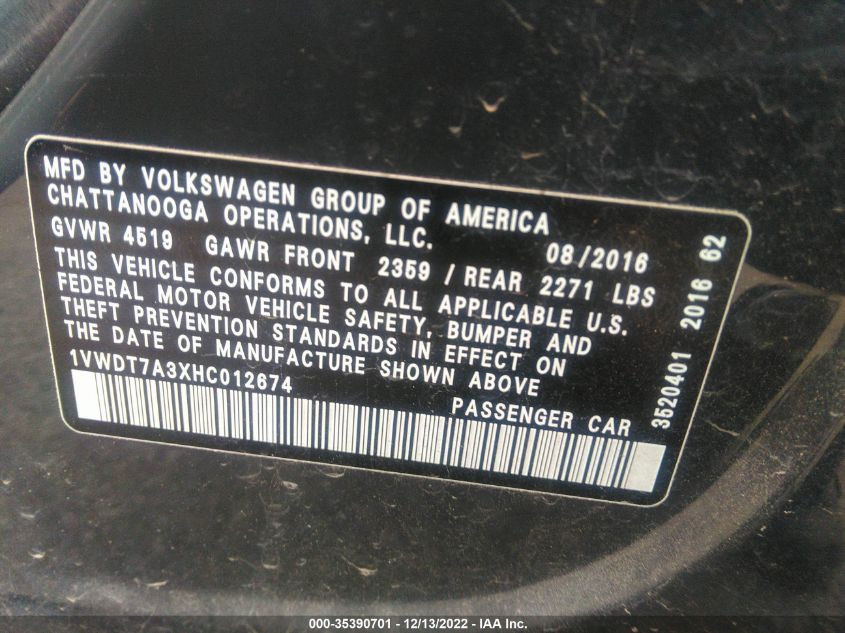 MFD BY VOLKSWAGEN GROUP OF AMERICA
CHATTANOOGA OPERATIONS, LLC.
08/2016
GVWR 4519 GAWR FRONT 2359 / REAR 2271 LBS
THIS VEHICLE CONFORMS TO ALL APPLICABLE U.S.
FEDERAL MOTOR VEHICLE SAFETY, BUMPER AND
THEFT PREVENTION STANDARDS IN EFFECT ON
THE DATE OF MANUFACTURE SHOWN ABOVE
1VWDT7A3XHC012674
PASSENGER CAR
3520401 2016 62
000-35390701 - 12/13/2022 - IAA Inc.